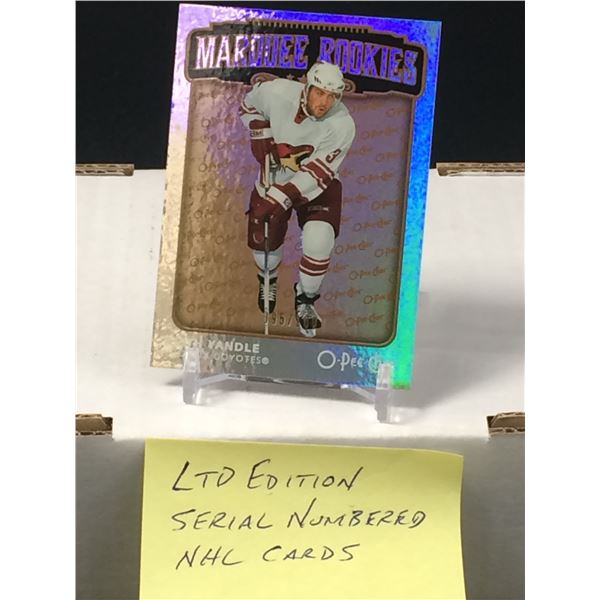 MARQUEE ROOKIES
YANDLE
COYOTES®
O-Pee-Chee
LTD EDITION
SERIAL NUMBERED
NHL CARDS